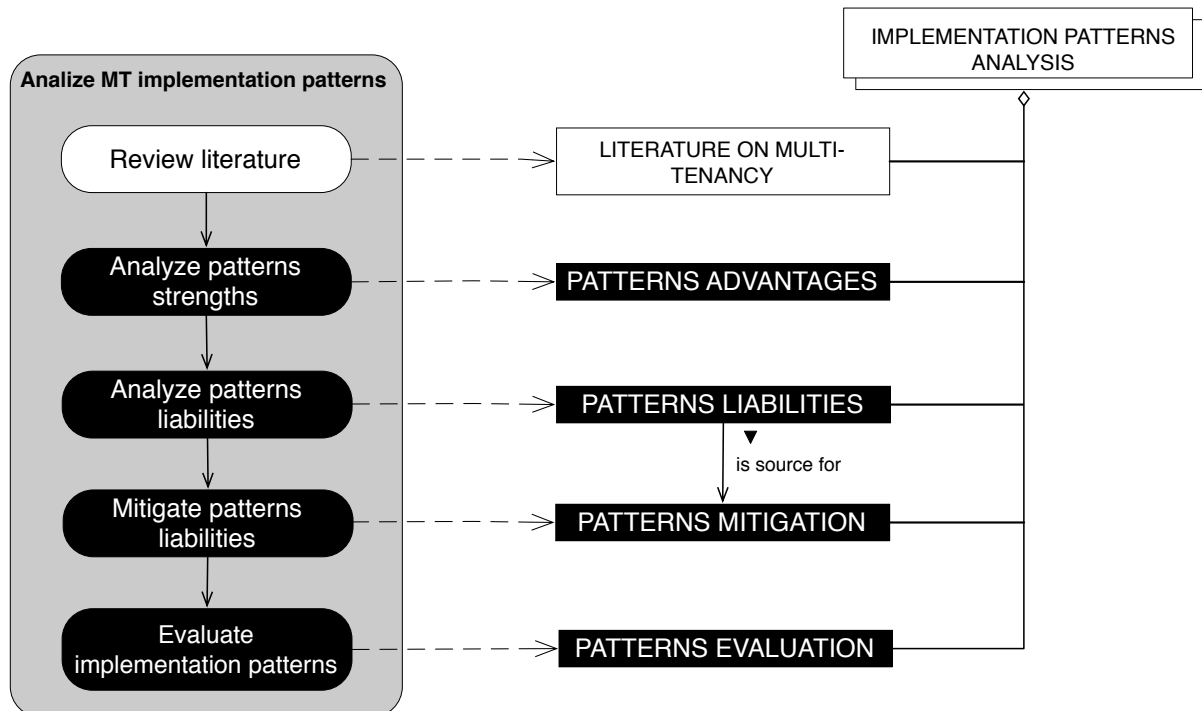 IMPLEMENTATION PATTERNS
ANALYSIS
Analize MT implementation patterns
Review literature
LITERATURE ON MULTI-
TENANCY
Analyze patterns
strengths
PATTERNS ADVANTAGES
Analyze patterns
liabilities
PATTERNS LIABILITIES
is source for
Mitigate patterns
liabilities
PATTERNS MITIGATION
Evaluate
implementation patterns
PATTERNS EVALUATION